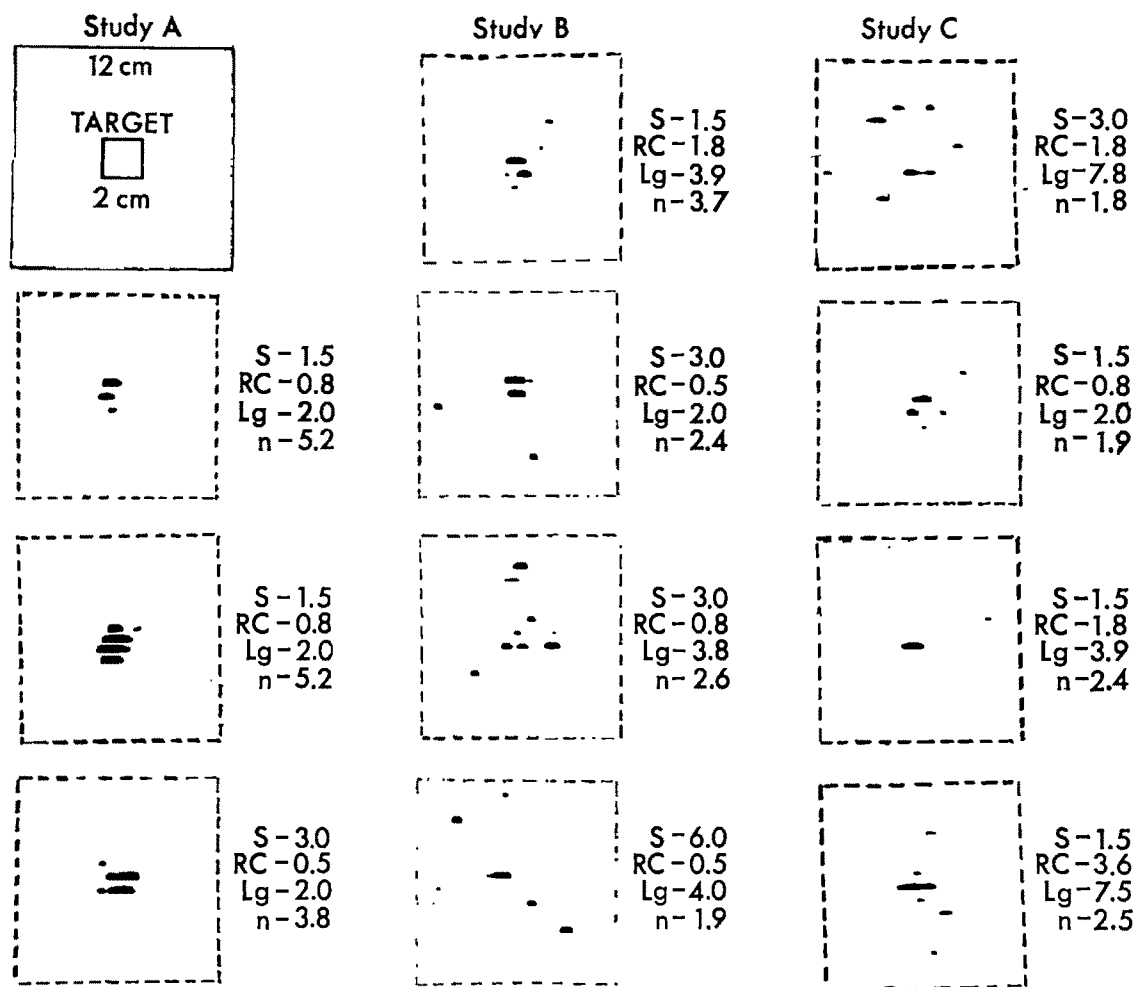 Study A
12 cm
TARGET
2 cm
S-1.5
RC-0.8
Lg-2.0
n-5.2
S-1.5
RC-0.8
Lg-2.0
n-5.2
S-3.0
RC-0.5
Lg-2.0
n-3.8
Study B
S-1.5
RC-1.8
Lg-3.9
n-3.7
S-3.0
RC-0.5
Lg-2.0
n-2.4
S-3.0
RC-0.8
Lg-3.8
n-2.6
S-6.0
RC-0.5
Lg-4.0
n-1.9
Study C
S-3.0
RC-1.8
Lg-7.8
n-1.8
S-1.5
RC-0.8
Lg-2.0
n-1.9
S-1.5
RC-1.8
Lg-3.9
n-2.4
S-1.5
RC-3.6
Lg-7.5
n-2.5